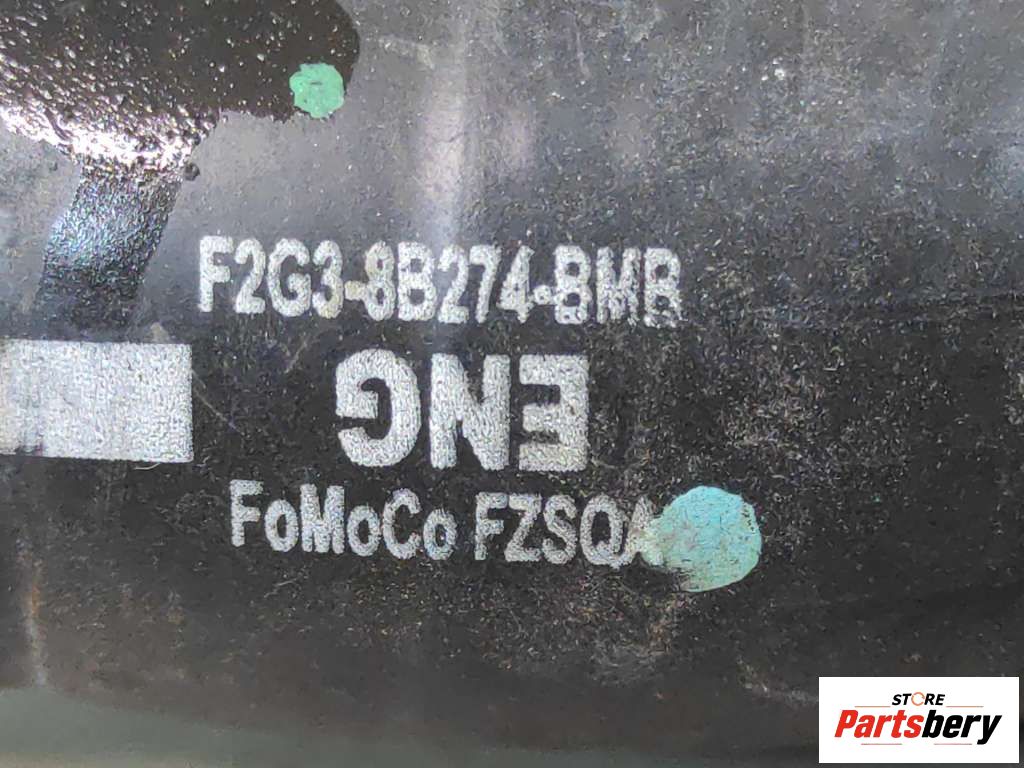 F2G3-8B274-BMB
ENG
FoMoCo FZSQA
STORE
Partsbery